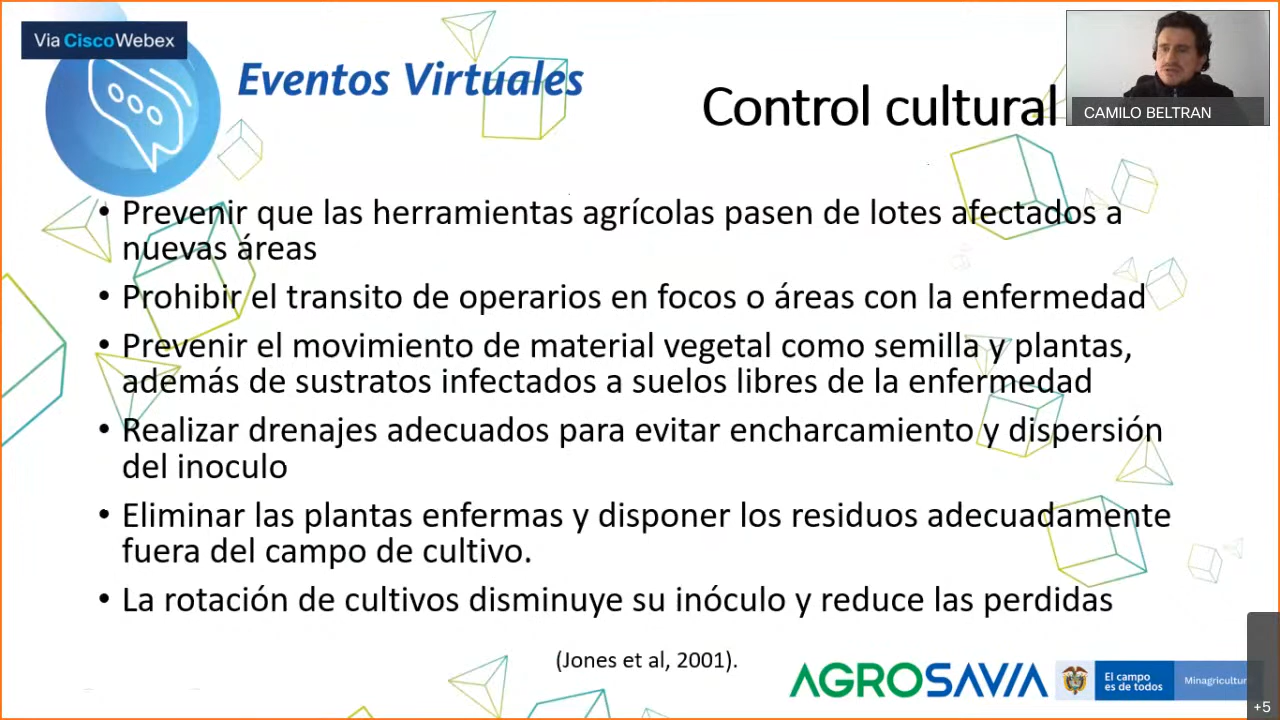 Via CiscoWebex
Eventos Virtuales
Control cultural
CAMILO BELTRAN
• Prevenir que las herramientas agrícolas pasen de lotes afectados a
nuevas áreas
• Prohibir el transito de operarios en focos o áreas con la enfermedad
• Prevenir el movimiento de material vegetal como semilla y plantas,
además de sustratos infectados a suelos libres de la enfermedad
• Realizar drenajes adecuados para evitar encharcamiento y dispersión
del inoculo
• Eliminar las plantas enfermas y disponer los residuos adecuadamente
fuera del campo de cultivo.
• La rotación de cultivos disminuye su inóculo y reduce las perdidas
(Jones et al, 2001).
AGROSAVIA
El campo
es de todos
Minagricultur
+5